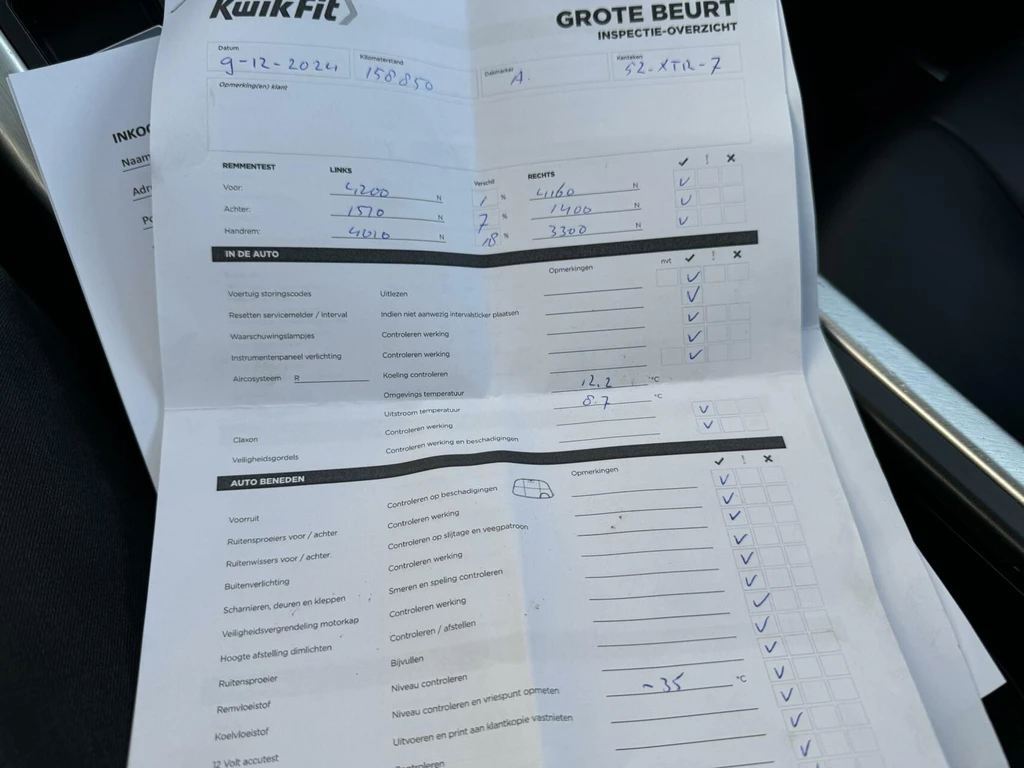 KwikFit
GROTE BEURT
INSPECTIE-OVERZICHT
Datum
9-12-2024
Kilometerstand
158850
A.
Kenteken
52-XTR-7
Opmerking(en) klant
REMMENTEST LINKS Verschil RECHTS
Voor: 4200 N 1 % 4160 N
Achter: 1510 N 7 % 1400 N
Handrem: 4010 N 18 % 3300 N
IN DE AUTO
Opmerkingen nvt
Voertuig storingscodes Uitlezen
Resetten servicemelder / interval Indien niet aanwezig intervalsticker plaatsen
Waarschuwingslampjes Controleren werking
Instrumentenpaneel verlichting Controleren werking
Aircosysteem R Koeling controleren
Omgevings temperatuur 12.2 °C
Uitstroom temperatuur 8.7 °C
Claxon Controleren werking
Veiligheidsgordels Controleren werking en beschadigingen
AUTO BENEDEN
Opmerkingen
Voorruit Controleren op beschadigingen
Ruitensproeiers voor / achter Controleren werking
Ruitenwissers voor / achter. Controleren op slijtage en veegpatroon
Buitenverlichting Controleren werking
Scharnieren, deuren en kleppen Smeren en speling controleren
Veiligheidsvergrendeling motorkap Controleren werking
Hoogte afstelling dimlichten Controleren / afstellen
Ruitensproeier Bijvullen
Remvloeistof Niveau controleren
Koelvloeistof Niveau controleren en vriespunt opmeten -35 °C
12 Volt accutest Uitvoeren en print aan klantkopie vastnieten
INKOO
Naam
Adr